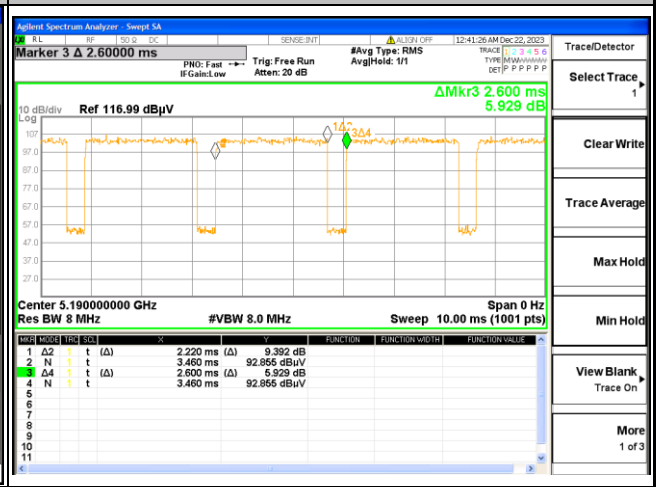 Agilent Spectrum Analyzer - Swept SA
RL RF 50 Ω DC SENSE:INT ALIGN OFF 12:41:26 AM Dec 22, 2023
Marker 3 Δ 2.60000 ms
#Avg Type: RMS
TRACE 1 2 3 4 5 6
PNO: Fast Trig: Free Run Avg|Hold: 1/1
TYPE MWWWWWW
IFGain:Low Atten: 20 dB
DET P P P P P P
Trace/Detector
ΔMkr3 2.600 ms
5.929 dB
10 dB/div Ref 116.99 dBµV
Log
107
97.0
87.0
77.0
67.0
57.0
47.0
37.0
27.0
1Δ2
3Δ4
Center 5.190000000 GHz Span 0 Hz
Res BW 8 MHz #VBW 8.0 MHz Sweep 10.00 ms (1001 pts)
MKR MODE TRC SCL X Y FUNCTION FUNCTION WIDTH FUNCTION VALUE
1 Δ2 1 t (Δ) 2.220 ms (Δ) 9.392 dB
2 N 1 t 3.460 ms 92.855 dBµV
3 Δ4 1 t (Δ) 2.600 ms (Δ) 5.929 dB
4 N 1 t 3.460 ms 92.855 dBµV
5
6
7
8
9
10
11
Select Trace
1
Clear Write
Trace Average
Max Hold
Min Hold
View Blank
Trace On
More
1 of 3